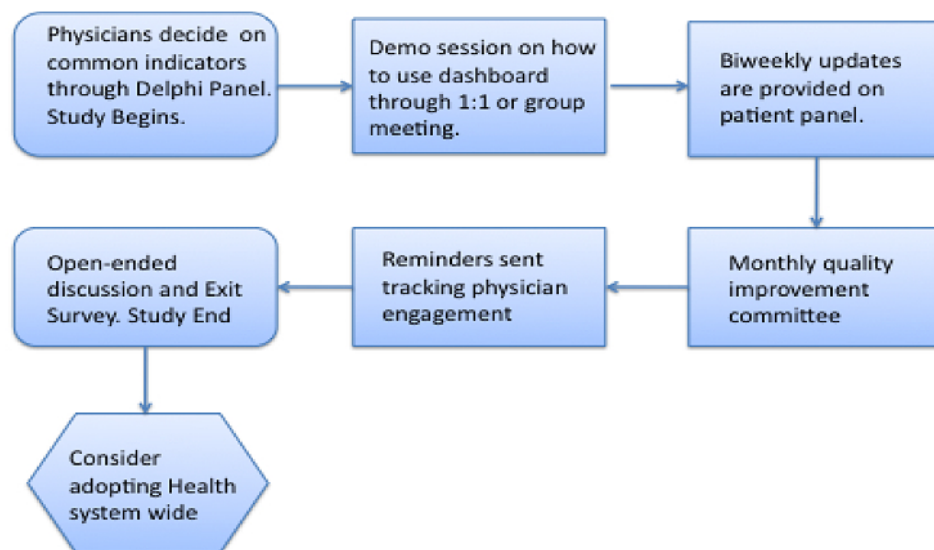 Physicians decide on
common indicators
through Delphi Panel.
Study Begins.
Demo session on how
to use dashboard
through 1:1 or group
meeting.
Biweekly updates
are provided on
patient panel.
Monthly quality
improvement
committee
Reminders sent
tracking physician
engagement
Open-ended
discussion and Exit
Survey. Study End
Consider
adopting Health
system wide